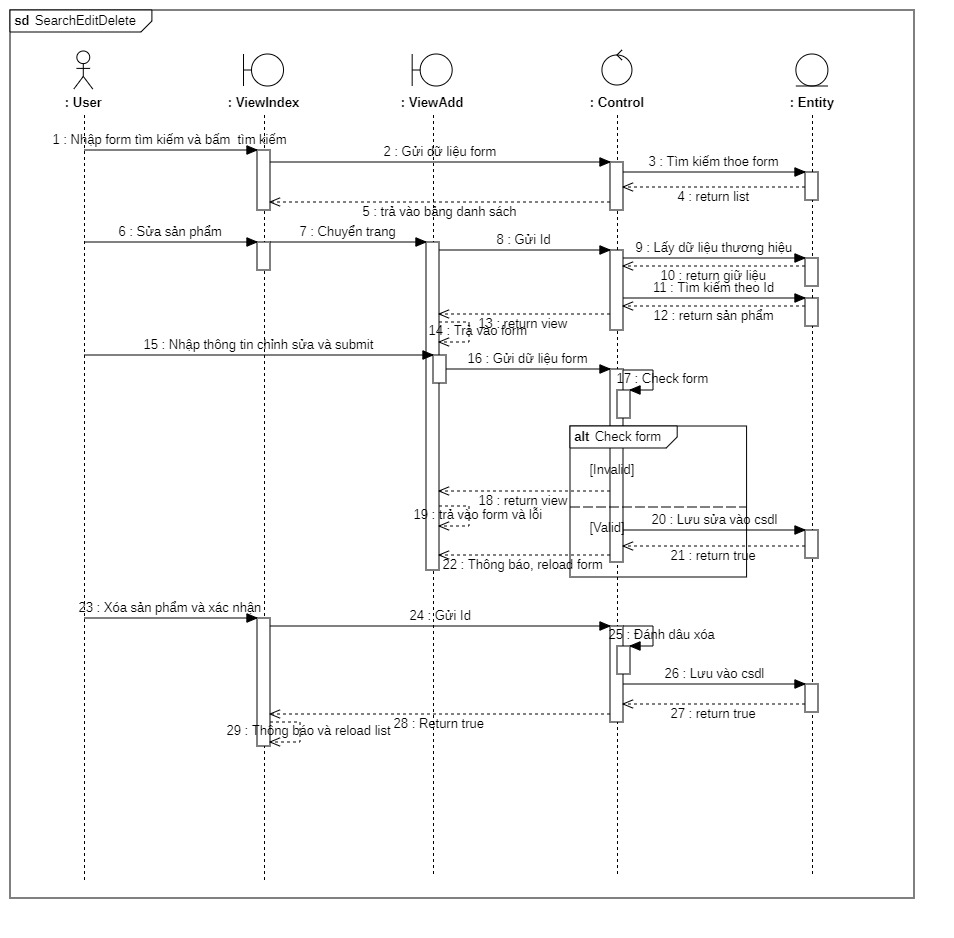 sd SearchEditDelete
: User
: ViewIndex
: ViewAdd
: Control
: Entity
1 : Nhập form tìm kiếm và bấm  tìm kiếm
2 : Gửi dữ liệu form
3 : Tìm kiếm thoe form
4 : return list
5 : trả vào bảng danh sách
6 : Sửa sản phẩm
7 : Chuyển trang
8 : Gửi Id
9 : Lấy dữ liệu thương hiệu
10 : return giữ liệu
11 : Tìm kiếm theo Id
12 : return sản phẩm
13 : return view
14 : Trả vào form
15 : Nhập thông tin chỉnh sửa và submit
16 : Gửi dữ liệu form
17 : Check form
alt Check form
[Invalid]
18 : return view
19 : trả vào form và lỗi
[Valid]
20 : Lưu sửa vào csdl
21 : return true
22 : Thông báo, reload form
23 : Xóa sản phẩm và xác nhận
24 : Gửi Id
25 : Đánh dâu xóa
26 : Lưu vào csdl
27 : return true
28 : Return true
29 : Thông báo và reload list